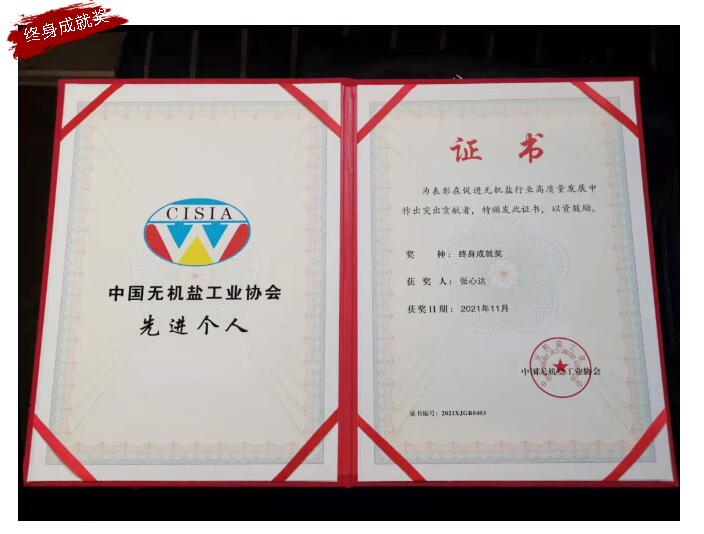 终身成就奖
CISIA
中国无机盐工业协会
先进个人
证书
为表彰在促进无机盐行业高质量发展中
作出突出贡献者，特颁发此证书，以资鼓励。
奖 种：终身成就奖
获 奖 人：张心达
获奖日期：2021年11月
中国无机盐工业协会
证书编号：2021XJGR0403